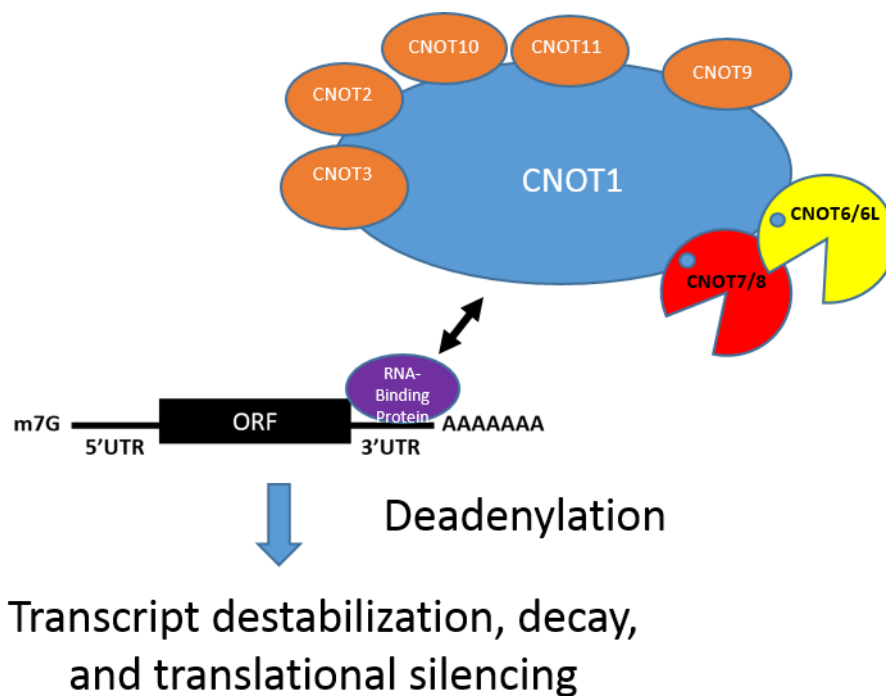 CNOT10
CNOT11
CNOT2
CNOT9
CNOT3
CNOT1
CNOT6/6L
CNOT7/8
RNA-
Binding
Protein
m7G
ORF
AAAAAAA
5'UTR
3'UTR
Deadenylation
Transcript destabilization, decay,
and translational silencing